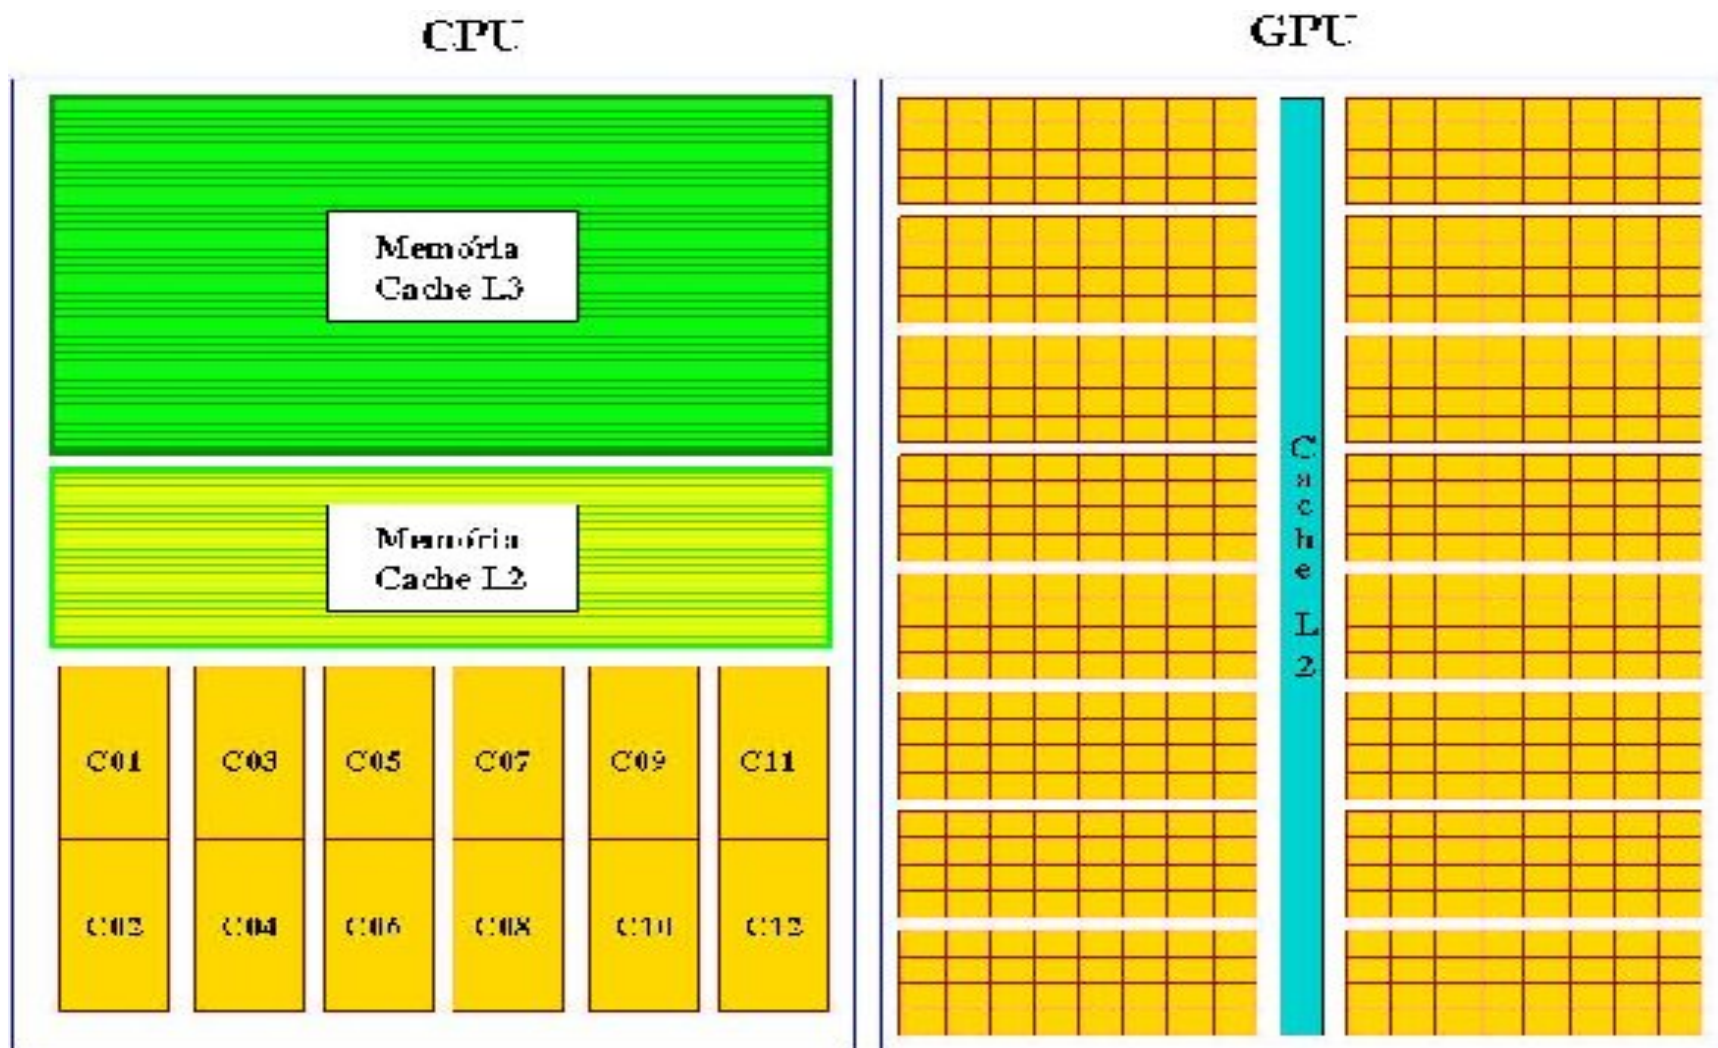 CPU
GPU
Memória
Cache L3
Memória
Cache L2
C01
C03
C05
C07
C09
C11
C02
C04
C06
C08
C10
C12
Cache L2